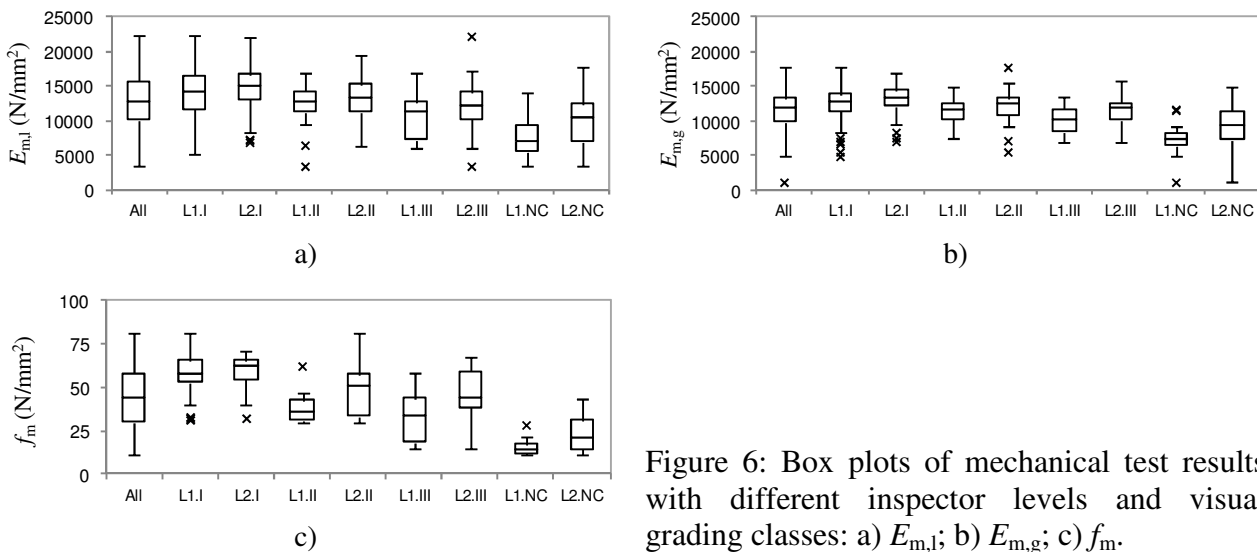 25000
20000
15000
10000
5000
0
E_m,l (N/mm²)
All L1.I L2.I L1.II L2.II L1.III L2.III L1.NC L2.NC
a)
25000
20000
15000
10000
5000
0
E_m,g (N/mm²)
All L1.I L2.I L1.II L2.II L1.III L2.III L1.NC L2.NC
b)
100
75
50
25
0
f_m (N/mm²)
All L1.I L2.I L1.II L2.II L1.III L2.III L1.NC L2.NC
c)
Figure 6: Box plots of mechanical test results
with different inspector levels and visua
grading classes: a) E_m,l; b) E_m,g; c) f_m.